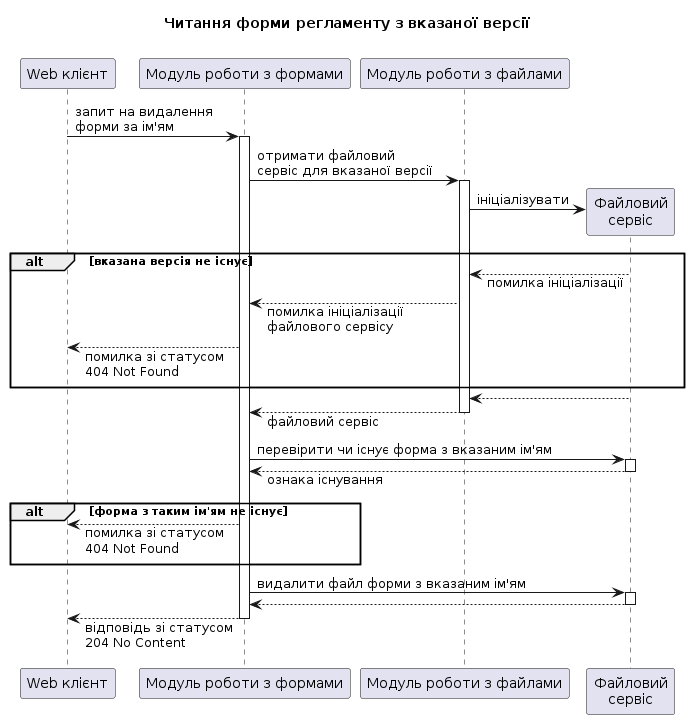 Читання форми регламенту з вказаної версії
Web клієнт
Модуль роботи з формами
Модуль роботи з файлами
запит на видалення
форми за ім'ям
отримати файловий
сервіс для вказаної версії
ініціалізувати
Файловий
сервіс
alt
[вказана версія не існує]
помилка ініціалізації
помилка ініціалізації
файлового сервісу
помилка зі статусом
404 Not Found
файловий сервіс
перевірити чи існує форма з вказаним ім'ям
ознака існування
alt
[форма з таким ім'ям не існує]
помилка зі статусом
404 Not Found
видалити файл форми з вказаним ім'ям
відповідь зі статусом
204 No Content
Web клієнт
Модуль роботи з формами
Модуль роботи з файлами
Файловий
сервіс